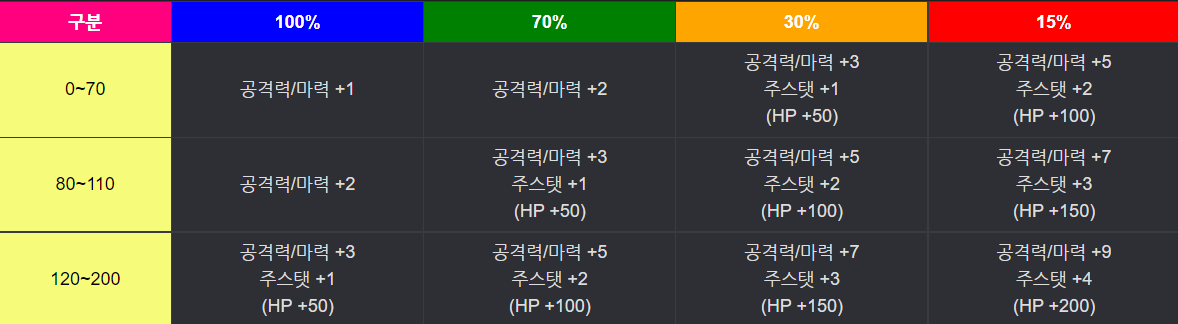 구분 100% 70% 30% 15%
0~70 공격력/마력 +1 공격력/마력 +2 공격력/마력 +3 주스탯 +1 (HP +50) 공격력/마력 +5 주스탯 +2 (HP +100)
80~110 공격력/마력 +2 공격력/마력 +3 주스탯 +1 (HP +50) 공격력/마력 +5 주스탯 +2 (HP +100) 공격력/마력 +7 주스탯 +3 (HP +150)
120~200 공격력/마력 +3 주스탯 +1 (HP +50) 공격력/마력 +5 주스탯 +2 (HP +100) 공격력/마력 +7 주스탯 +3 (HP +150) 공격력/마력 +9 주스탯 +4 (HP +200)